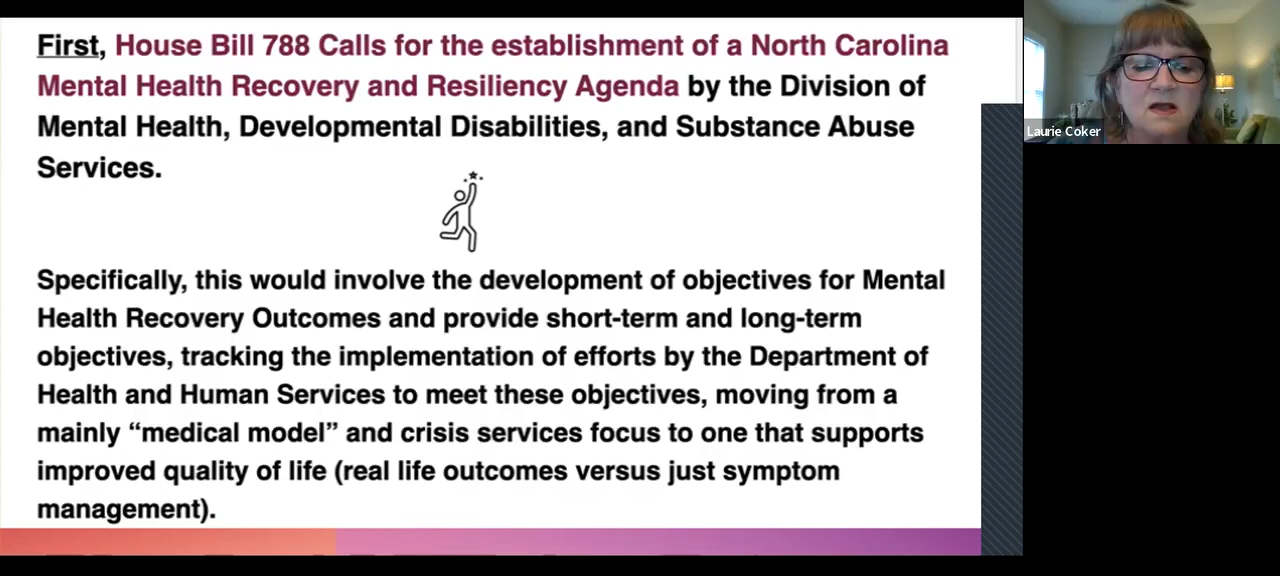 First, House Bill 788 Calls for the establishment of a North Carolina
Mental Health Recovery and Resiliency Agenda by the Division of
Mental Health, Developmental Disabilities, and Substance Abuse
Services.
Specifically, this would involve the development of objectives for Mental
Health Recovery Outcomes and provide short-term and long-term
objectives, tracking the implementation of efforts by the Department of
Health and Human Services to meet these objectives, moving from a
mainly “medical model” and crisis services focus to one that supports
improved quality of life (real life outcomes versus just symptom
management).
Laurie Coker